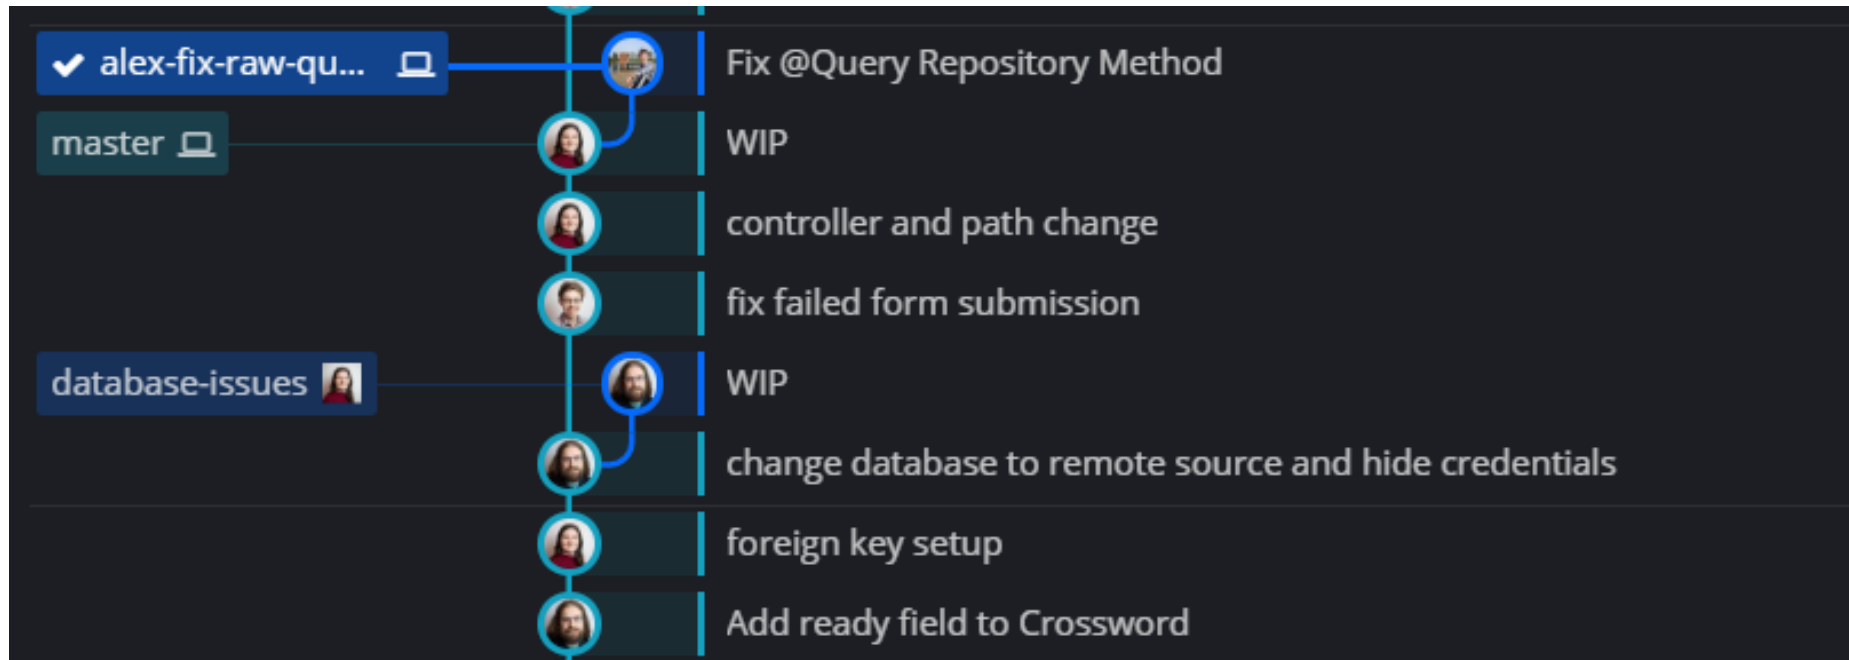 alex-fix-raw-qu... Fix @Query Repository Method
master WIP
controller and path change
fix failed form submission
database-issues WIP
change database to remote source and hide credentials
foreign key setup
Add ready field to Crossword